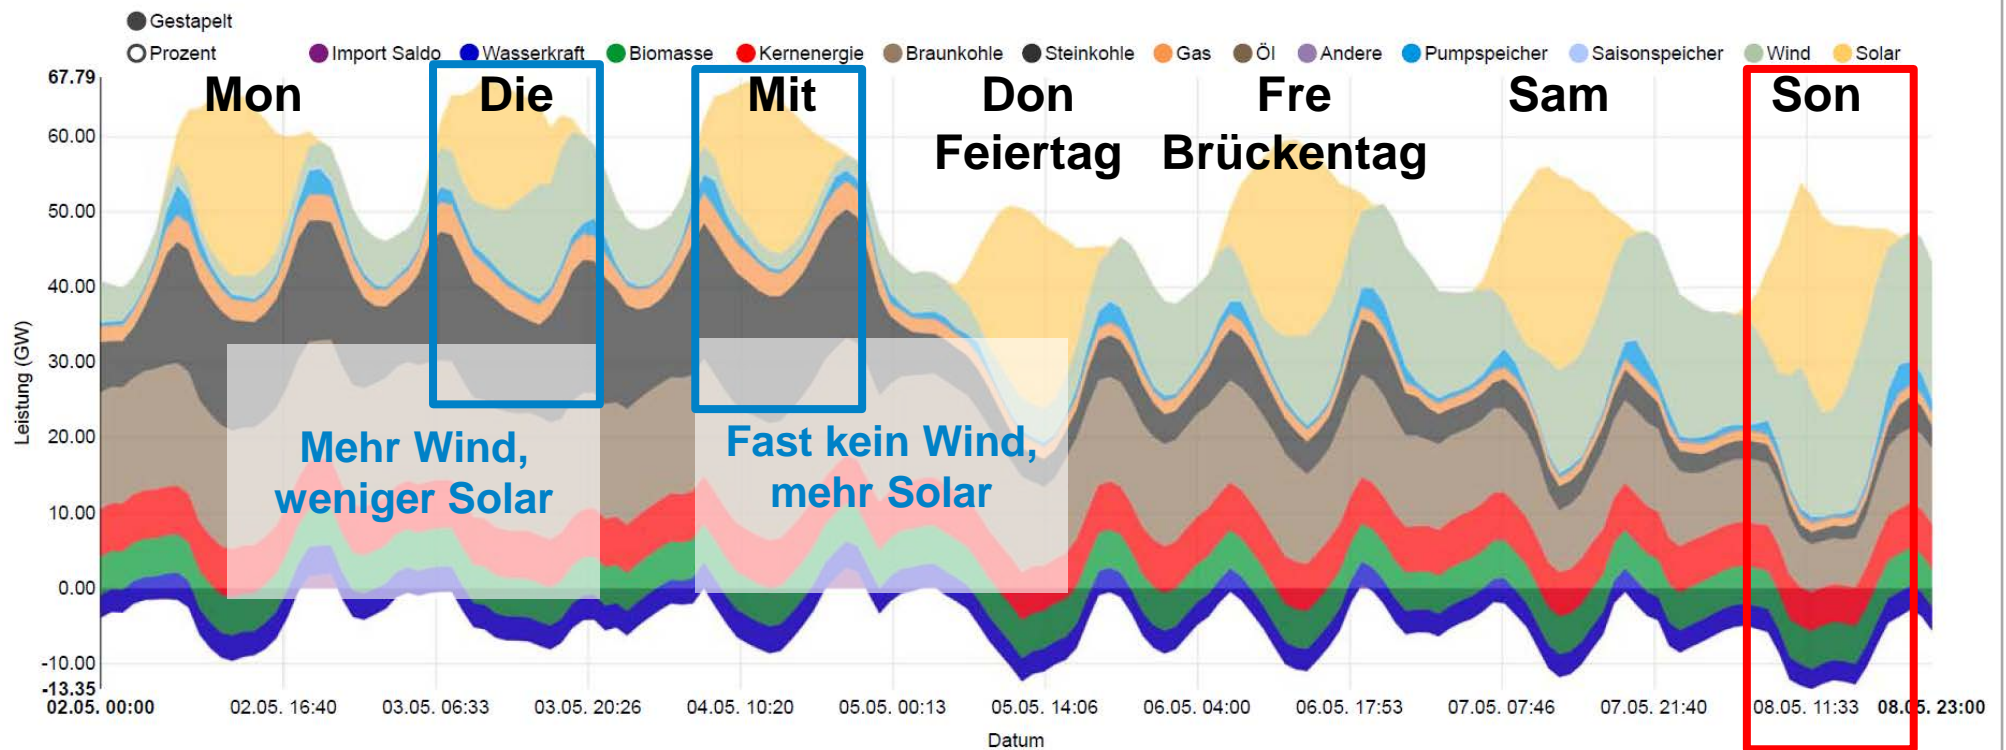 Gestapelt
Prozent Import Saldo Wasserkraft Biomasse Kernenergie Braunkohle Steinkohle Gas Öl Andere Pumpspeicher Saisonspeicher Wind Solar
67.79
Mon Die Mit Don Fre Sam Son
Feiertag Brückentag
60.00
50.00
40.00
30.00
20.00
10.00
0.00
-10.00
-13.35
Leistung (GW)
Mehr Wind,
weniger Solar
Fast kein Wind,
mehr Solar
02.05. 00:00 02.05. 16:40 03.05. 06:33 03.05. 20:26 04.05. 10:20 05.05. 00:13 05.05. 14:06 06.05. 04:00 06.05. 17:53 07.05. 07:46 07.05. 21:40 08.05. 11:33 08.05. 23:00
Datum